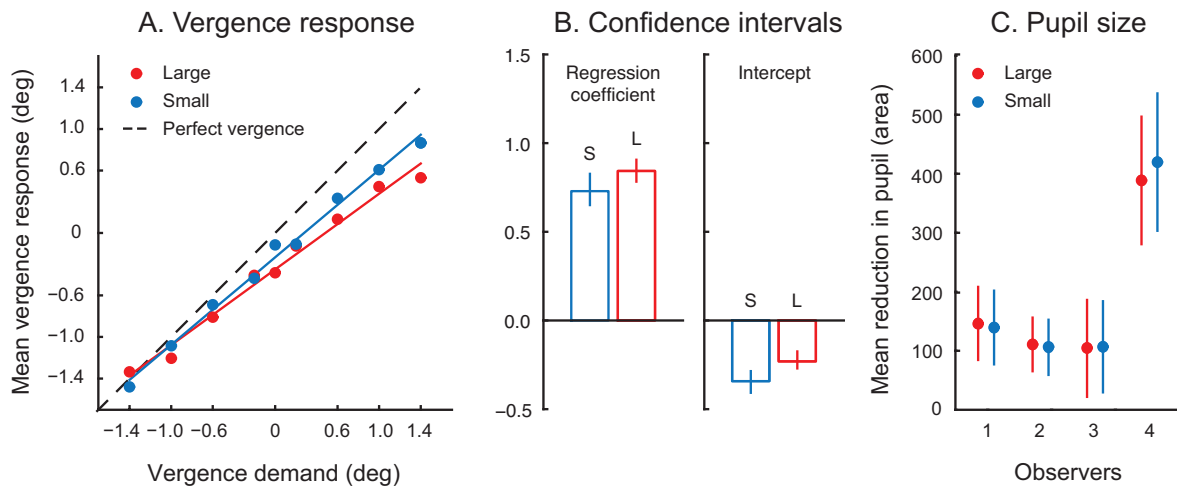 A. Vergence response
Large
Small
Perfect vergence
Mean vergence response (deg)
1.4
1.0
0.6
0
−0.6
−1.0
−1.4
−1.4 −1.0 −0.6 0 0.6 1.0 1.4
Vergence demand (deg)
B. Confidence intervals
1.5
1.0
0.5
0.0
−0.5
Regression
coefficient
S L
Intercept
S L
C. Pupil size
Large
Small
Mean reduction in pupil (area)
600
500
400
300
200
100
0
1 2 3 4
Observers